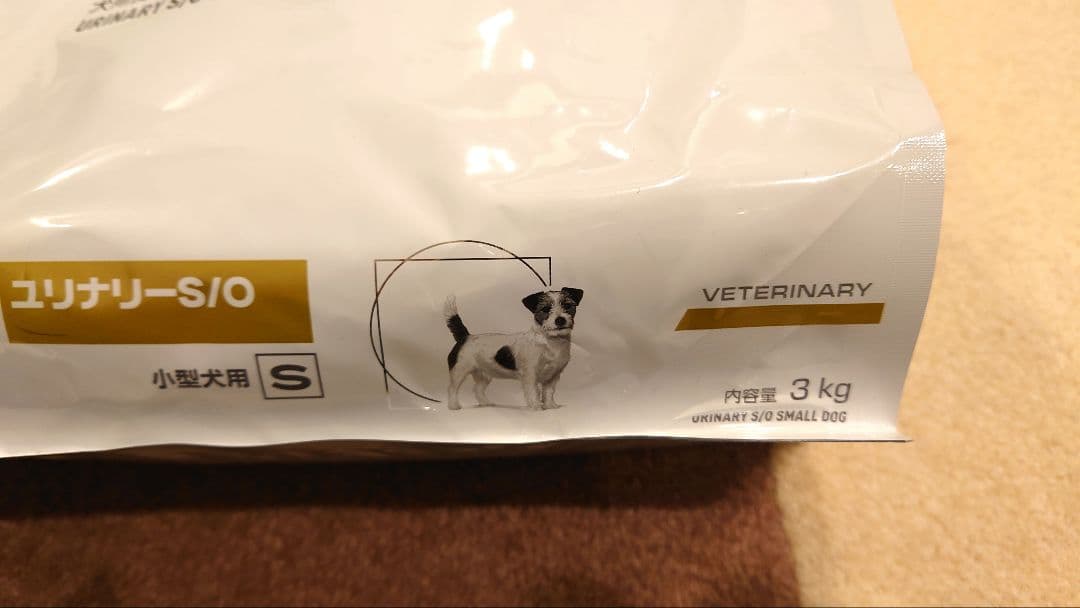 URINARY S/O
ユリナリーS/O
小型犬用 S
VETERINARY
内容量 3 kg
URINARY S/O SMALL DOG